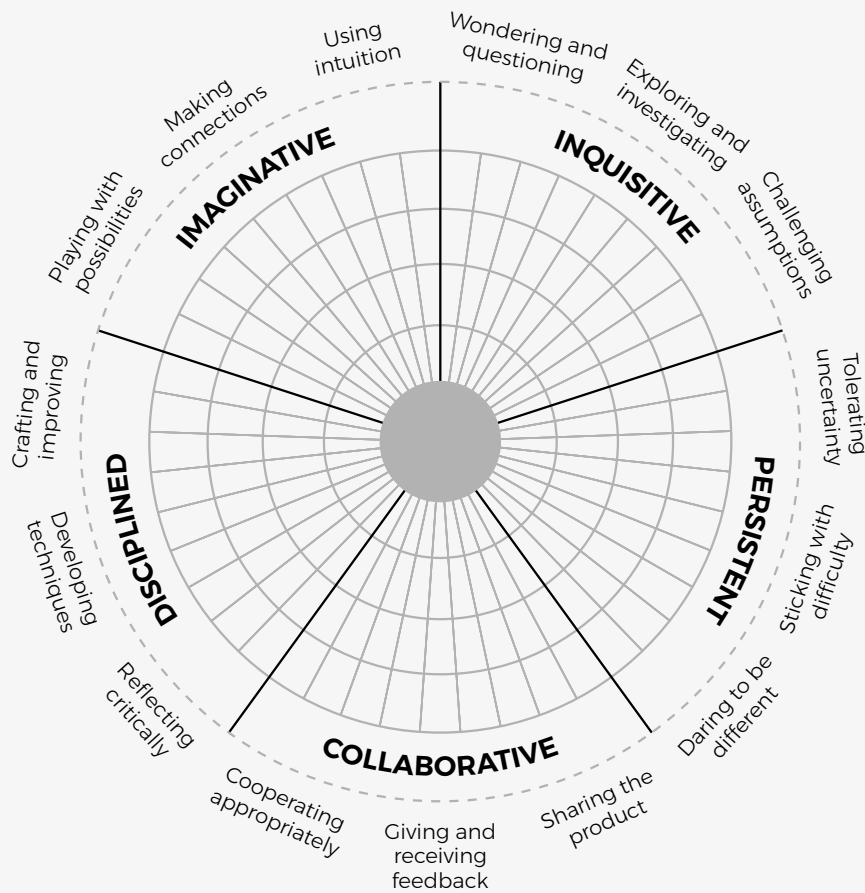 Wondering and
questioning
Exploring and
investigating
Challenging
assumptions
INQUISITIVE
Tolerating
uncertainty
Sticking with
difficulty
Daring to be
different
PERSISTENT
Sharing the
product
Giving and
receiving
feedback
Cooperating
appropriately
COLLABORATIVE
Reflecting
critically
Developing
techniques
Crafting and
improving
DISCIPLINED
Playing with
possibilities
Making
connections
Using
intuition
IMAGINATIVE